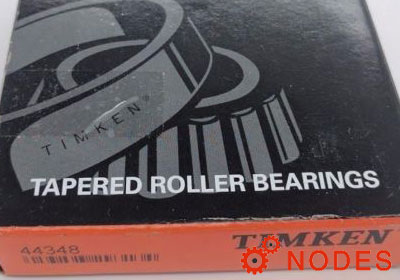 TIMKEN®
TAPERED ROLLER BEARINGS
44348
TIMKEN
NODES